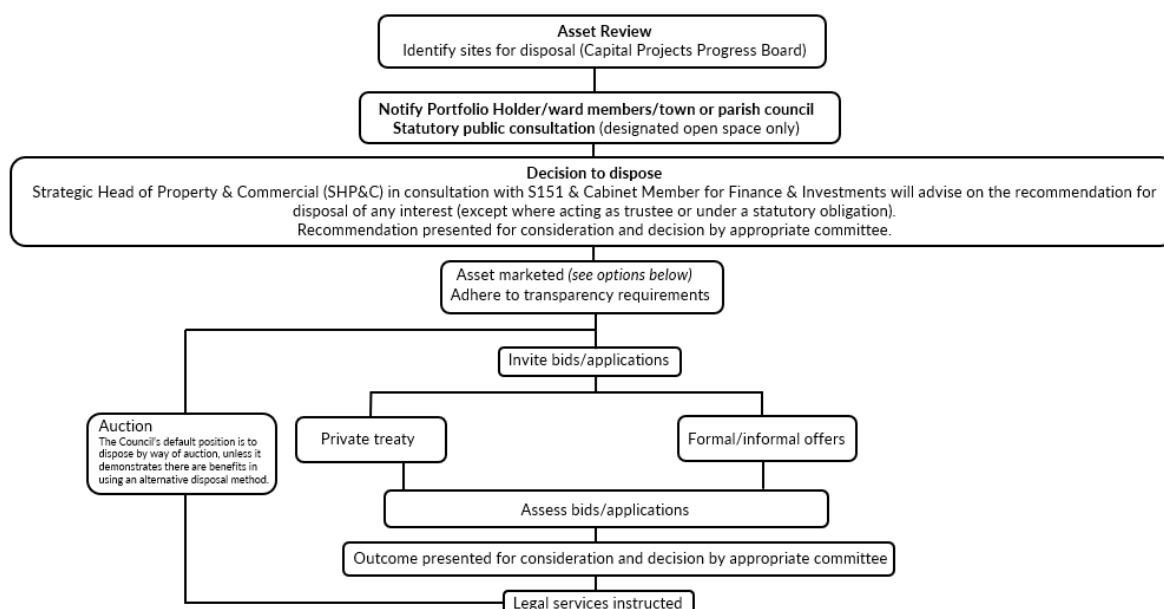 Asset Review
Identify sites for disposal (Capital Projects Progress Board)
Notify Portfolio Holder/ward members/town or parish council
Statutory public consultation (designated open space only)
Decision to dispose
Strategic Head of Property & Commercial (SHP&C) in consultation with S151 & Cabinet Member for Finance & Investments will advise on the recommendation for
disposal of any interest (except where acting as trustee or under a statutory obligation).
Recommendation presented for consideration and decision by appropriate committee.
Asset marketed (see options below)
Adhere to transparency requirements
Invite bids/applications
Auction
The Council's default position is to
dispose by way of auction, unless it
demonstrates there are benefits in
using an alternative disposal method.
Private treaty
Formal/informal offers
Assess bids/applications
Outcome presented for consideration and decision by appropriate committee
Legal services instructed